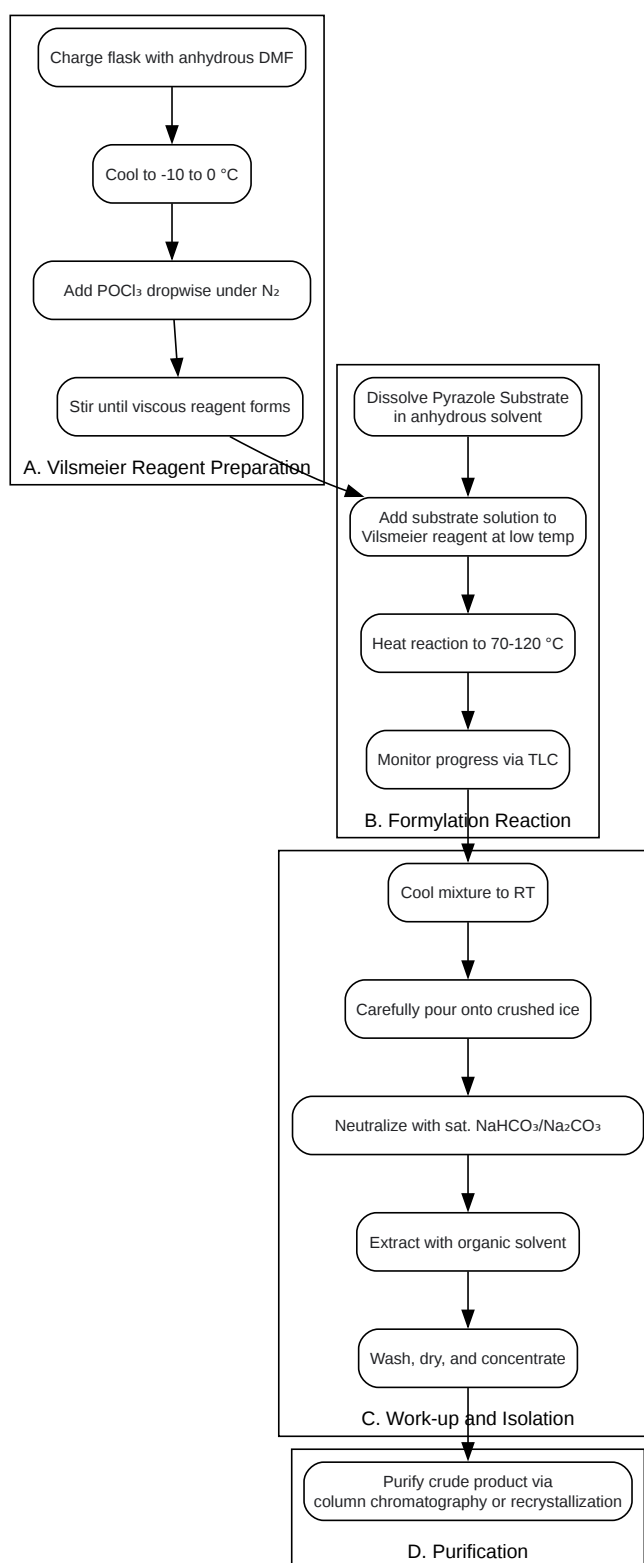 Charge flask with anhydrous DMF
Cool to -10 to 0 °C
Add POCl₃ dropwise under N₂
Stir until viscous reagent forms
A. Vilsmeier Reagent Preparation
Dissolve Pyrazole Substrate
in anhydrous solvent
Add substrate solution to
Vilsmeier reagent at low temp
Heat reaction to 70-120 °C
Monitor progress via TLC
B. Formylation Reaction
Cool mixture to RT
Carefully pour onto crushed ice
Neutralize with sat. NaHCO₃/Na₂CO₃
Extract with organic solvent
Wash, dry, and concentrate
C. Work-up and Isolation
Purify crude product via
column chromatography or recrystallization
D. Purification